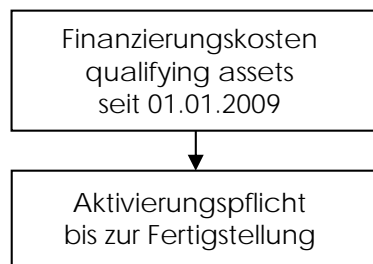 Finanzierungskosten
qualifying assets
seit 01.01.2009
Aktivierungspflicht
bis zur Fertigstellung